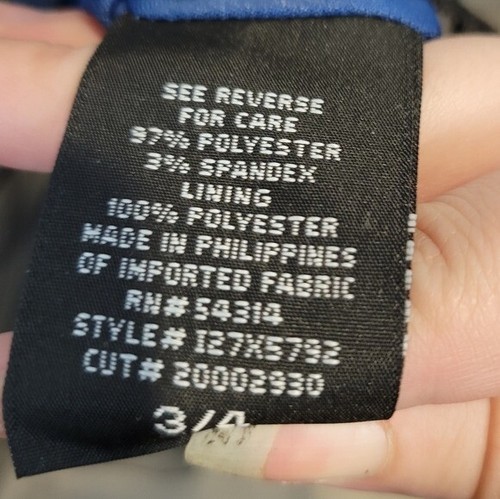 SEE REVERSE
FOR CARE
97% POLYESTER
3% SPANDEX
LINING
100% POLYESTER
MADE IN PHILIPPINES
OF IMPORTED FABRIC
RN# 54314
STYLE# I27X5792
CUT# 20002930
3/4